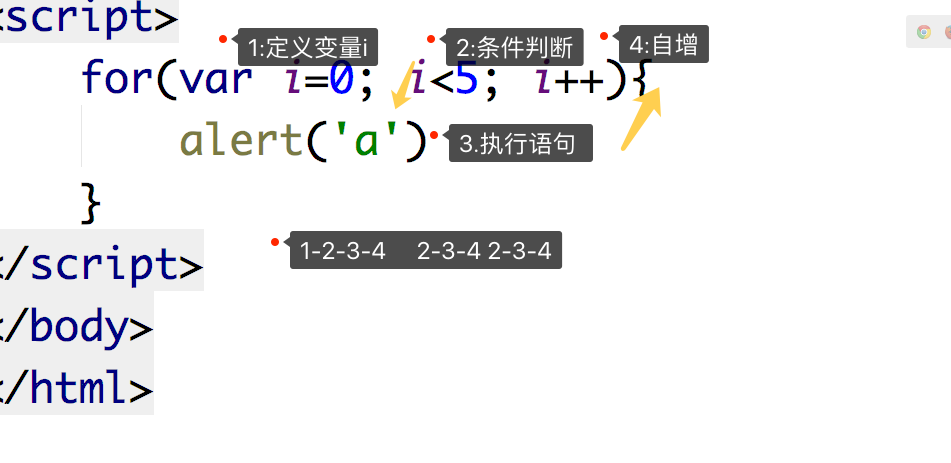 <script>
1:定义变量i 2:条件判断 4:自增
for(var i=0; i<5; i++){
alert('a') 3.执行语句
}
1-2-3-4 2-3-4 2-3-4
</script>
</body>
</html>